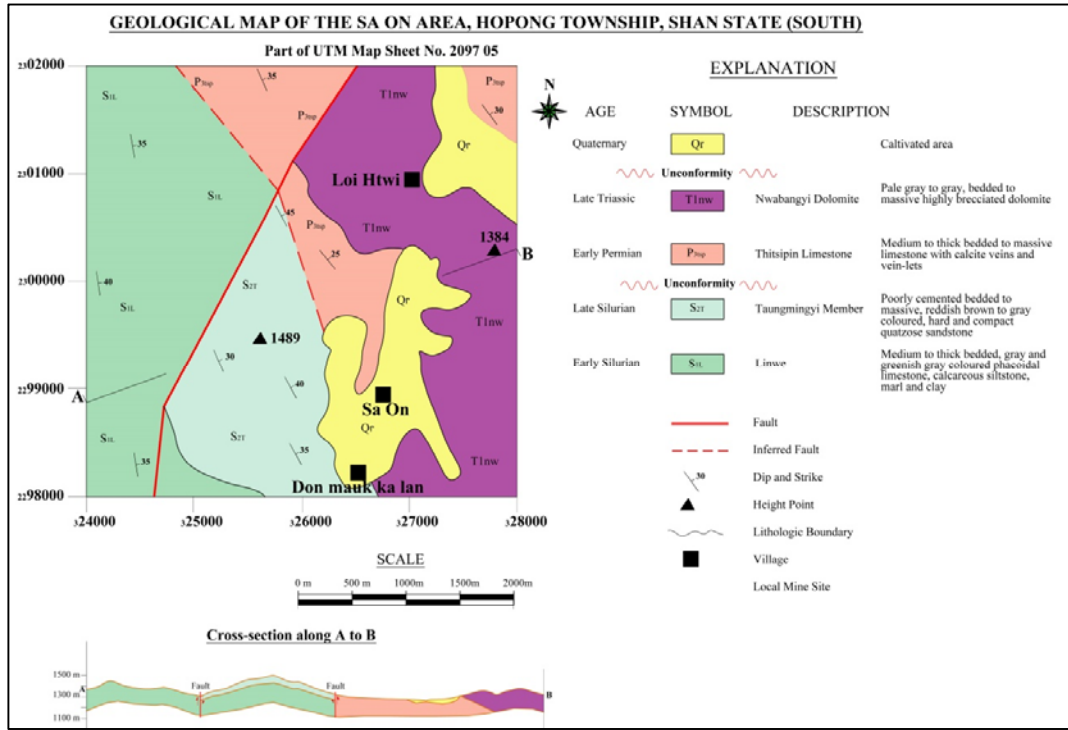 GEOLOGICAL MAP OF THE SA ON AREA, HOPONG TOWNSHIP, SHAN STATE (SOUTH)
Part of UTM Map Sheet No. 2097 05
2302000
2301000
2300000
2299000
2298000
324000
325000
326000
327000
328000
N
S1L
35
S1L
40
S1L
S1L
35
P3tsp
35
P3tsp
T1nw
Qr
P3tsp
30
Loi Htwi
T1nw
45
P3tsp
25
1384
B
S2T
Qr
T1nw
1489
30
40
A
Sa On
Qr
S2T
35
T1nw
Don mauk ka lan
EXPLANATION
AGE SYMBOL DESCRIPTION
Quaternary Qr Caltivated area
Unconformity
Late Triassic T1nw Nwabangyi Dolomite Pale gray to gray, bedded to
massive highly brecciated dolomite
Early Permian P3tsp Thitsipin Limestone Medium to thick bedded to massive
limestone with calcite veins and
vein-lets
Unconformity
Late Silurian S2T Taungmingyi Member Poorly cemented bedded to
massive, reddish brown to gray
coloured, hard and compact
quatzose sandstone
Early Silurian S1L Linwe Medium to thick bedded, gray and
greenish gray coloured phacoidal
limestone, calcareous siltstone,
marl and clay
Fault
Inferred Fault
30 Dip and Strike
Height Point
Lithologic Boundary
Village
Local Mine Site
SCALE
0 m 500 m 1000m 1500m 2000m
Cross-section along A to B
1500 m
1300 m
1100 m
A
Fault
Fault
B